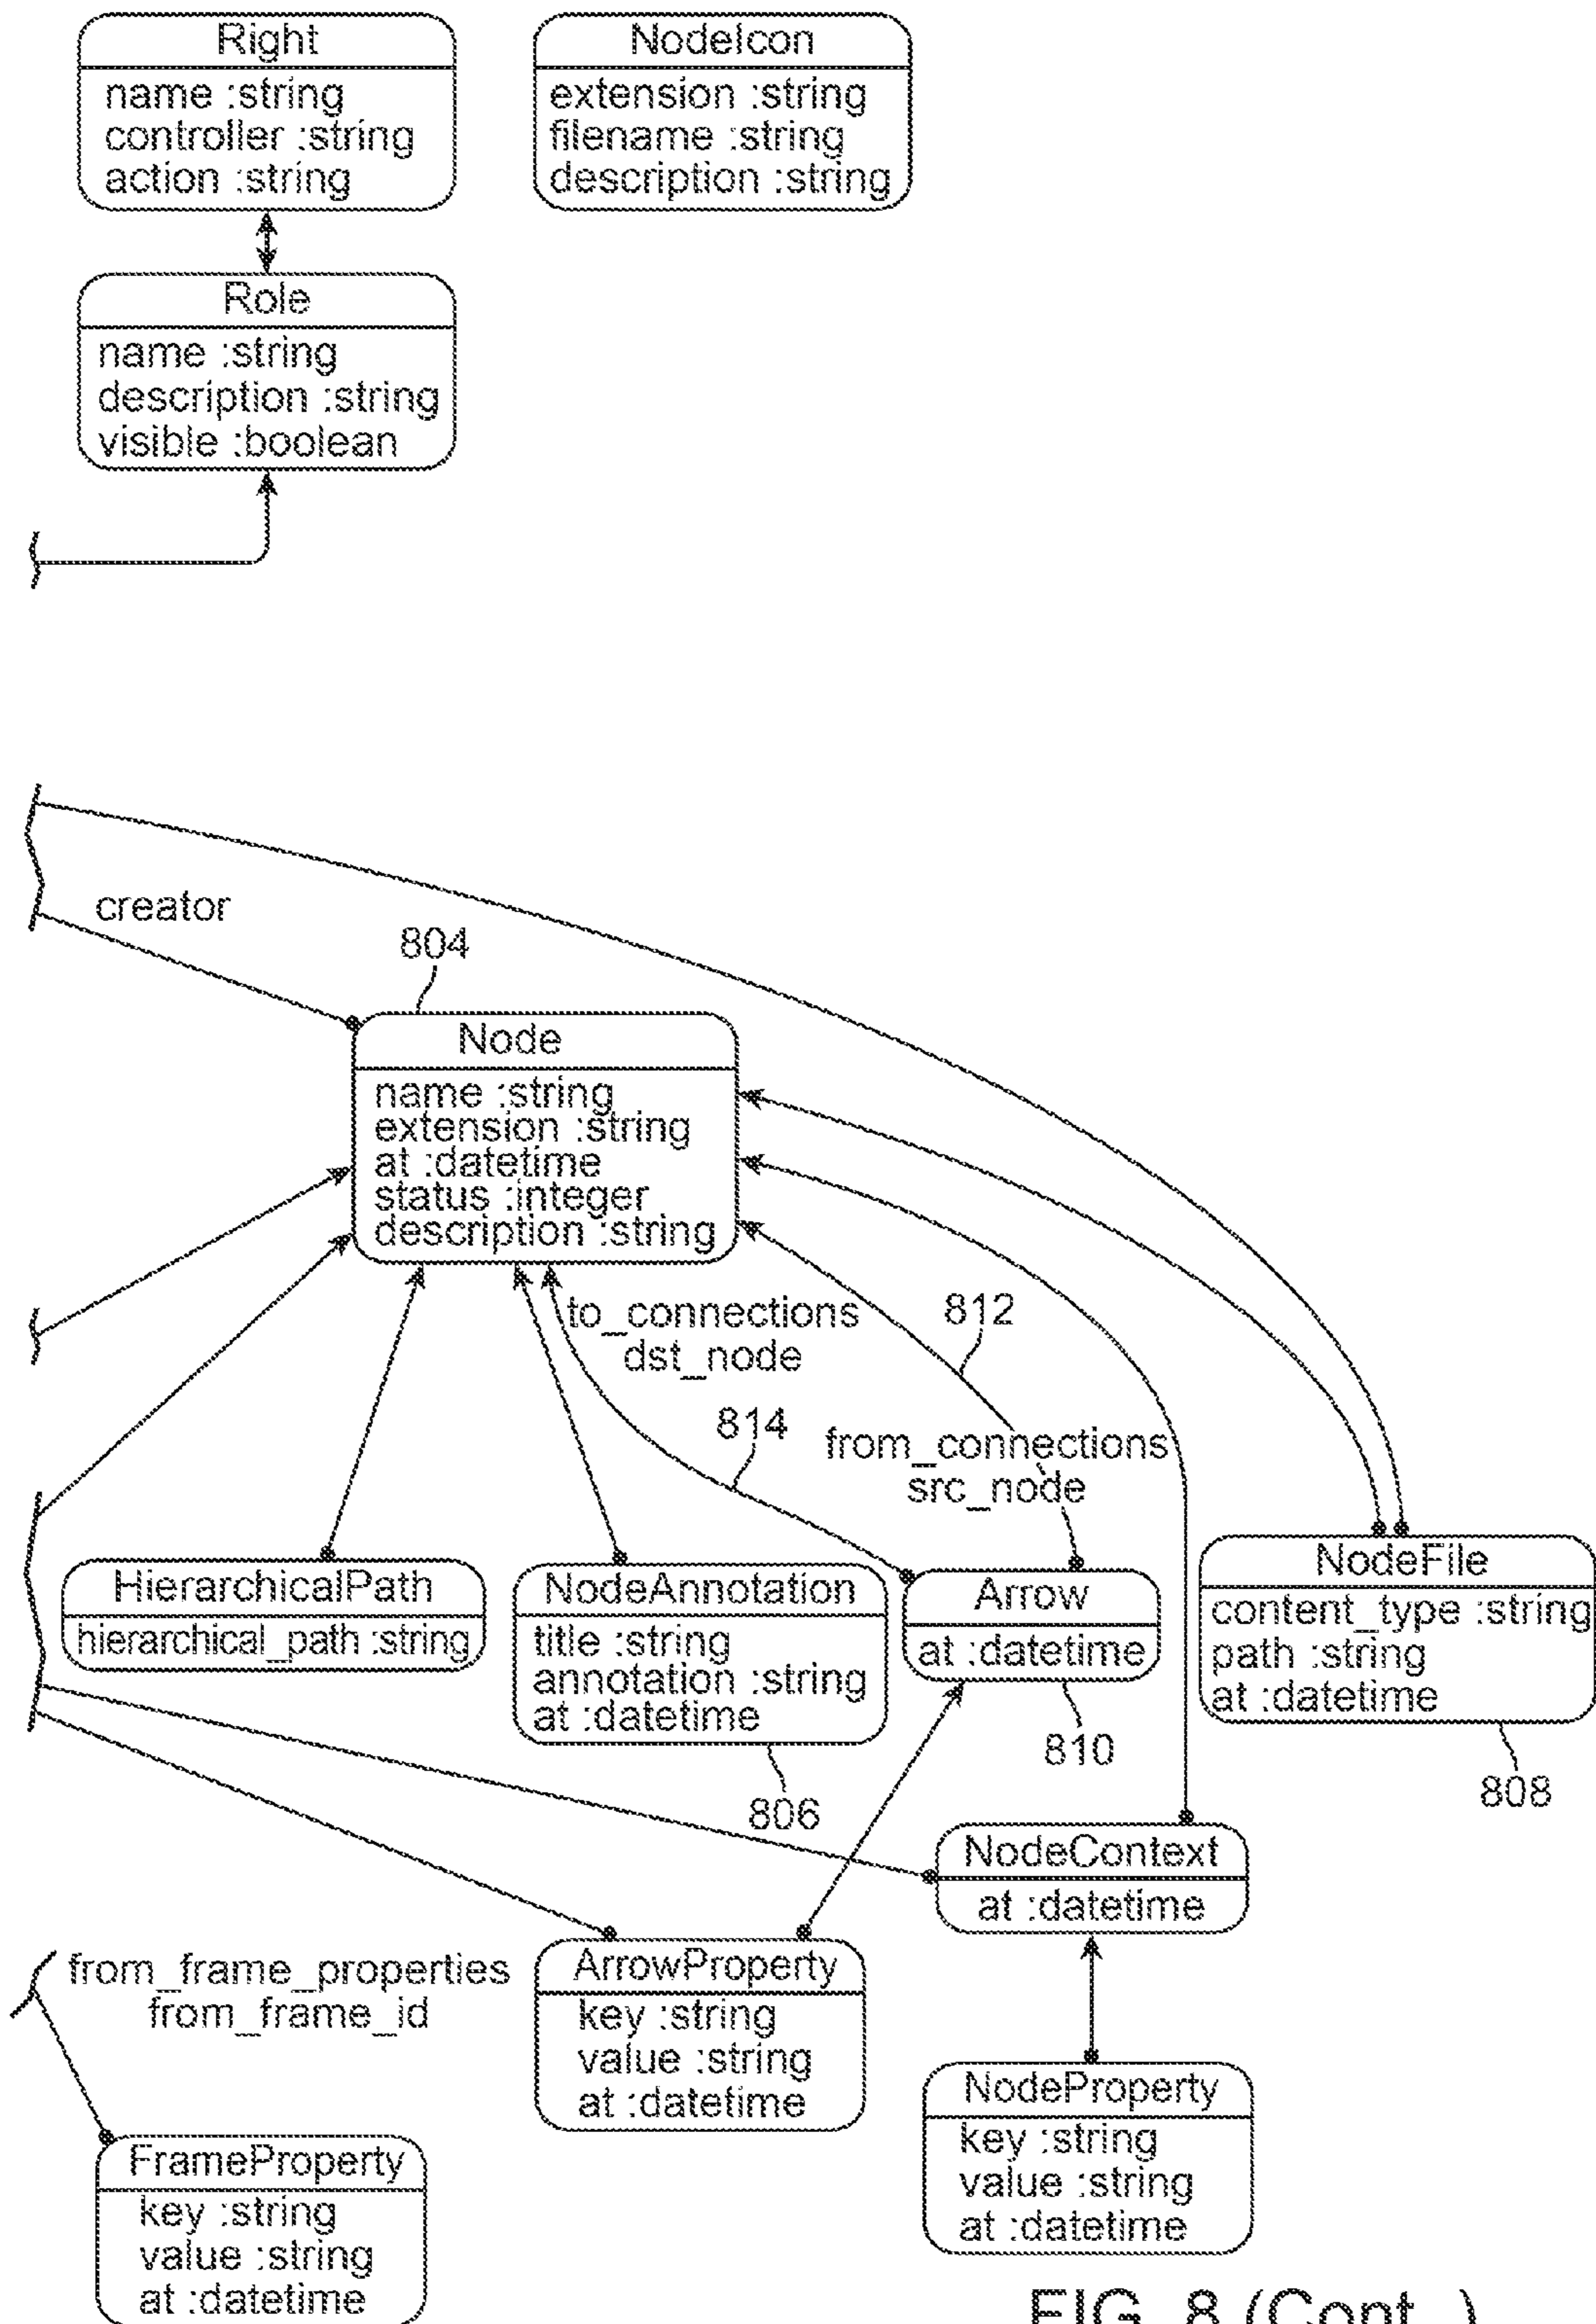 Right
name :string
controller :string
action :string
NodeIcon
extension :string
filename :string
description :string
Role
name :string
description :string
visible :boolean
creator
804
Node
name :string
extension :string
at :datetime
status :integer
description :string
to_connections
dst_node
812
814
from_connections
src_node
HierarchicalPath
hierarchical_path :string
NodeAnnotation
title :string
annotation :string
at :datetime
806
Arrow
at :datetime
810
NodeFile
content_type :string
path :string
at :datetime
808
NodeContext
at :datetime
from_frame_properties
from_frame_id
ArrowProperty
key :string
value :string
at :datetime
NodeProperty
key :string
value :string
at :datetime
FrameProperty
key :string
value :string
at :datetime
FIG. 8 (Cont..)